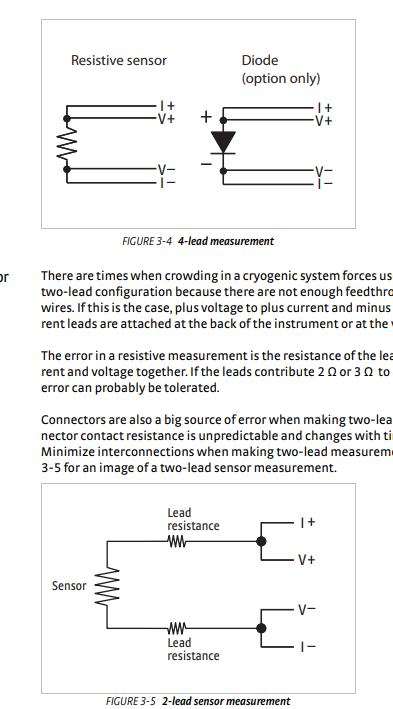 Resistive sensor
Diode
(option only)
I+
V+
V−
I−
+
−
I+
V+
V−
I−
FIGURE 3-4 4-lead measurement
or
There are times when crowding in a cryogenic system forces us
two-lead configuration because there are not enough feedthro
wires. If this is the case, plus voltage to plus current and minus
rent leads are attached at the back of the instrument or at the
The error in a resistive measurement is the resistance of the lea
rent and voltage together. If the leads contribute 2 Ω or 3 Ω to
error can probably be tolerated.
Connectors are also a big source of error when making two-lea
nector contact resistance is unpredictable and changes with ti
Minimize interconnections when making two-lead measurem
3-5 for an image of a two-lead sensor measurement.
Lead
resistance
I+
V+
Sensor
V−
I−
Lead
resistance
FIGURE 3-5 2-lead sensor measurement